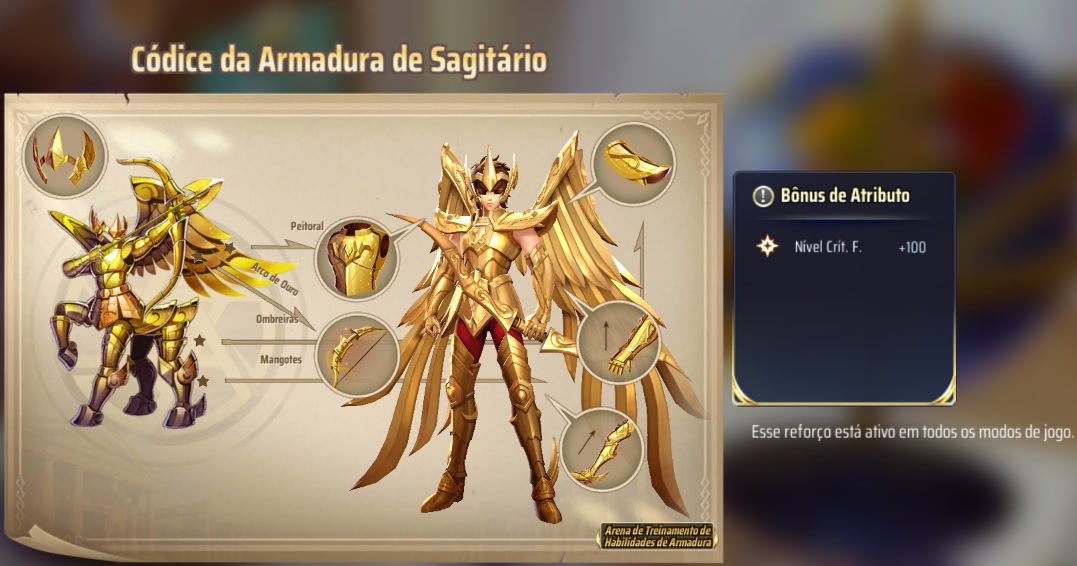 Códice da Armadura de Sagitário
Peitoral
Arco de Ouro
Ombreiras
Mangotes
Arena de Treinamento de
Habilidades de Armadura
Bônus de Atributo
Nível Crít. F. +100
Esse reforço está ativo em todos os modos de jogo.